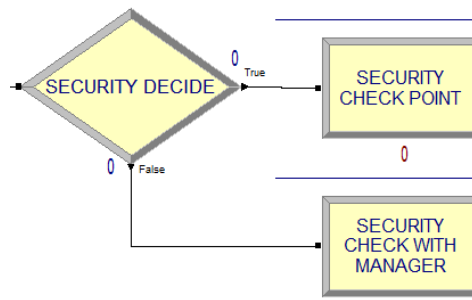 0
True
SECURITY DECIDE
SECURITY
CHECK POINT
0
False
0
SECURITY
CHECK WITH
MANAGER